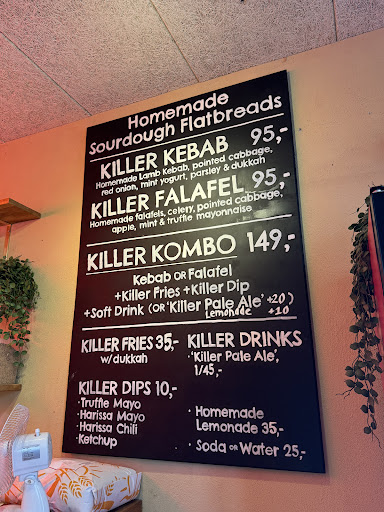 Homemade
Sourdough Flatbreads
KILLER KEBAB 95,-
Homemade Lamb Kebab, pointed cabbage,
red onion, mint yogurt, parsley & dukkah
KILLER FALAFEL 95,-
Homemade falafels, celery, pointed cabbage,
apple, mint & truffle mayonnaise
KILLER KOMBO 149,-
Kebab OR Falafel
+Killer Fries +Killer Dip
+Soft Drink (OR 'Killer Pale Ale' +20)
Lemonade +10
KILLER FRIES 35,-
w/dukkah
KILLER DIPS 10,-
· Truffle Mayo
· Harissa Mayo
· Harissa Chili
· Ketchup
KILLER DRINKS
· 'Killer Pale Ale',
1/45,-
· Homemade
Lemonade 35,-
· Soda OR Water 25,-